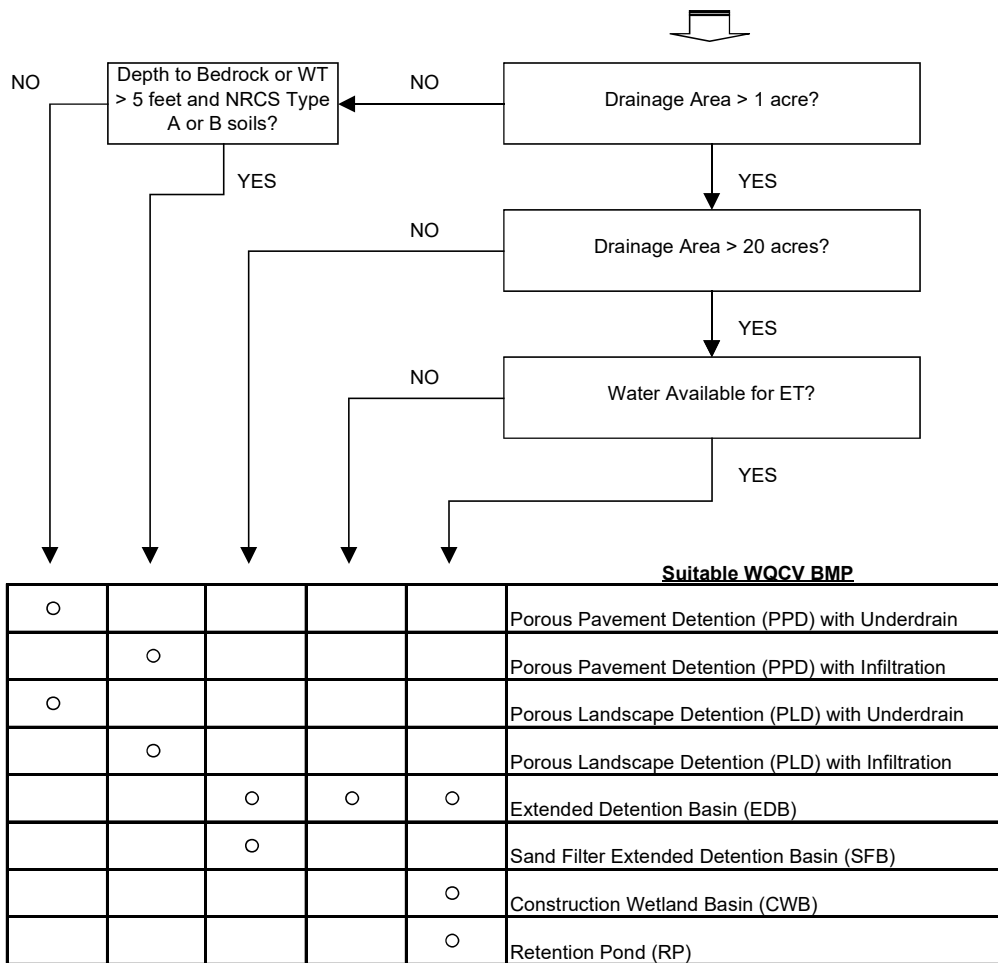 NO
Depth to Bedrock or WT
> 5 feet and NRCS Type
A or B soils?
NO
Drainage Area > 1 acre?
YES
YES
NO
Drainage Area > 20 acres?
YES
NO
Water Available for ET?
YES
Suitable WQCV BMP
Porous Pavement Detention (PPD) with Underdrain
Porous Pavement Detention (PPD) with Infiltration
Porous Landscape Detention (PLD) with Underdrain
Porous Landscape Detention (PLD) with Infiltration
Extended Detention Basin (EDB)
Sand Filter Extended Detention Basin (SFB)
Construction Wetland Basin (CWB)
Retention Pond (RP)